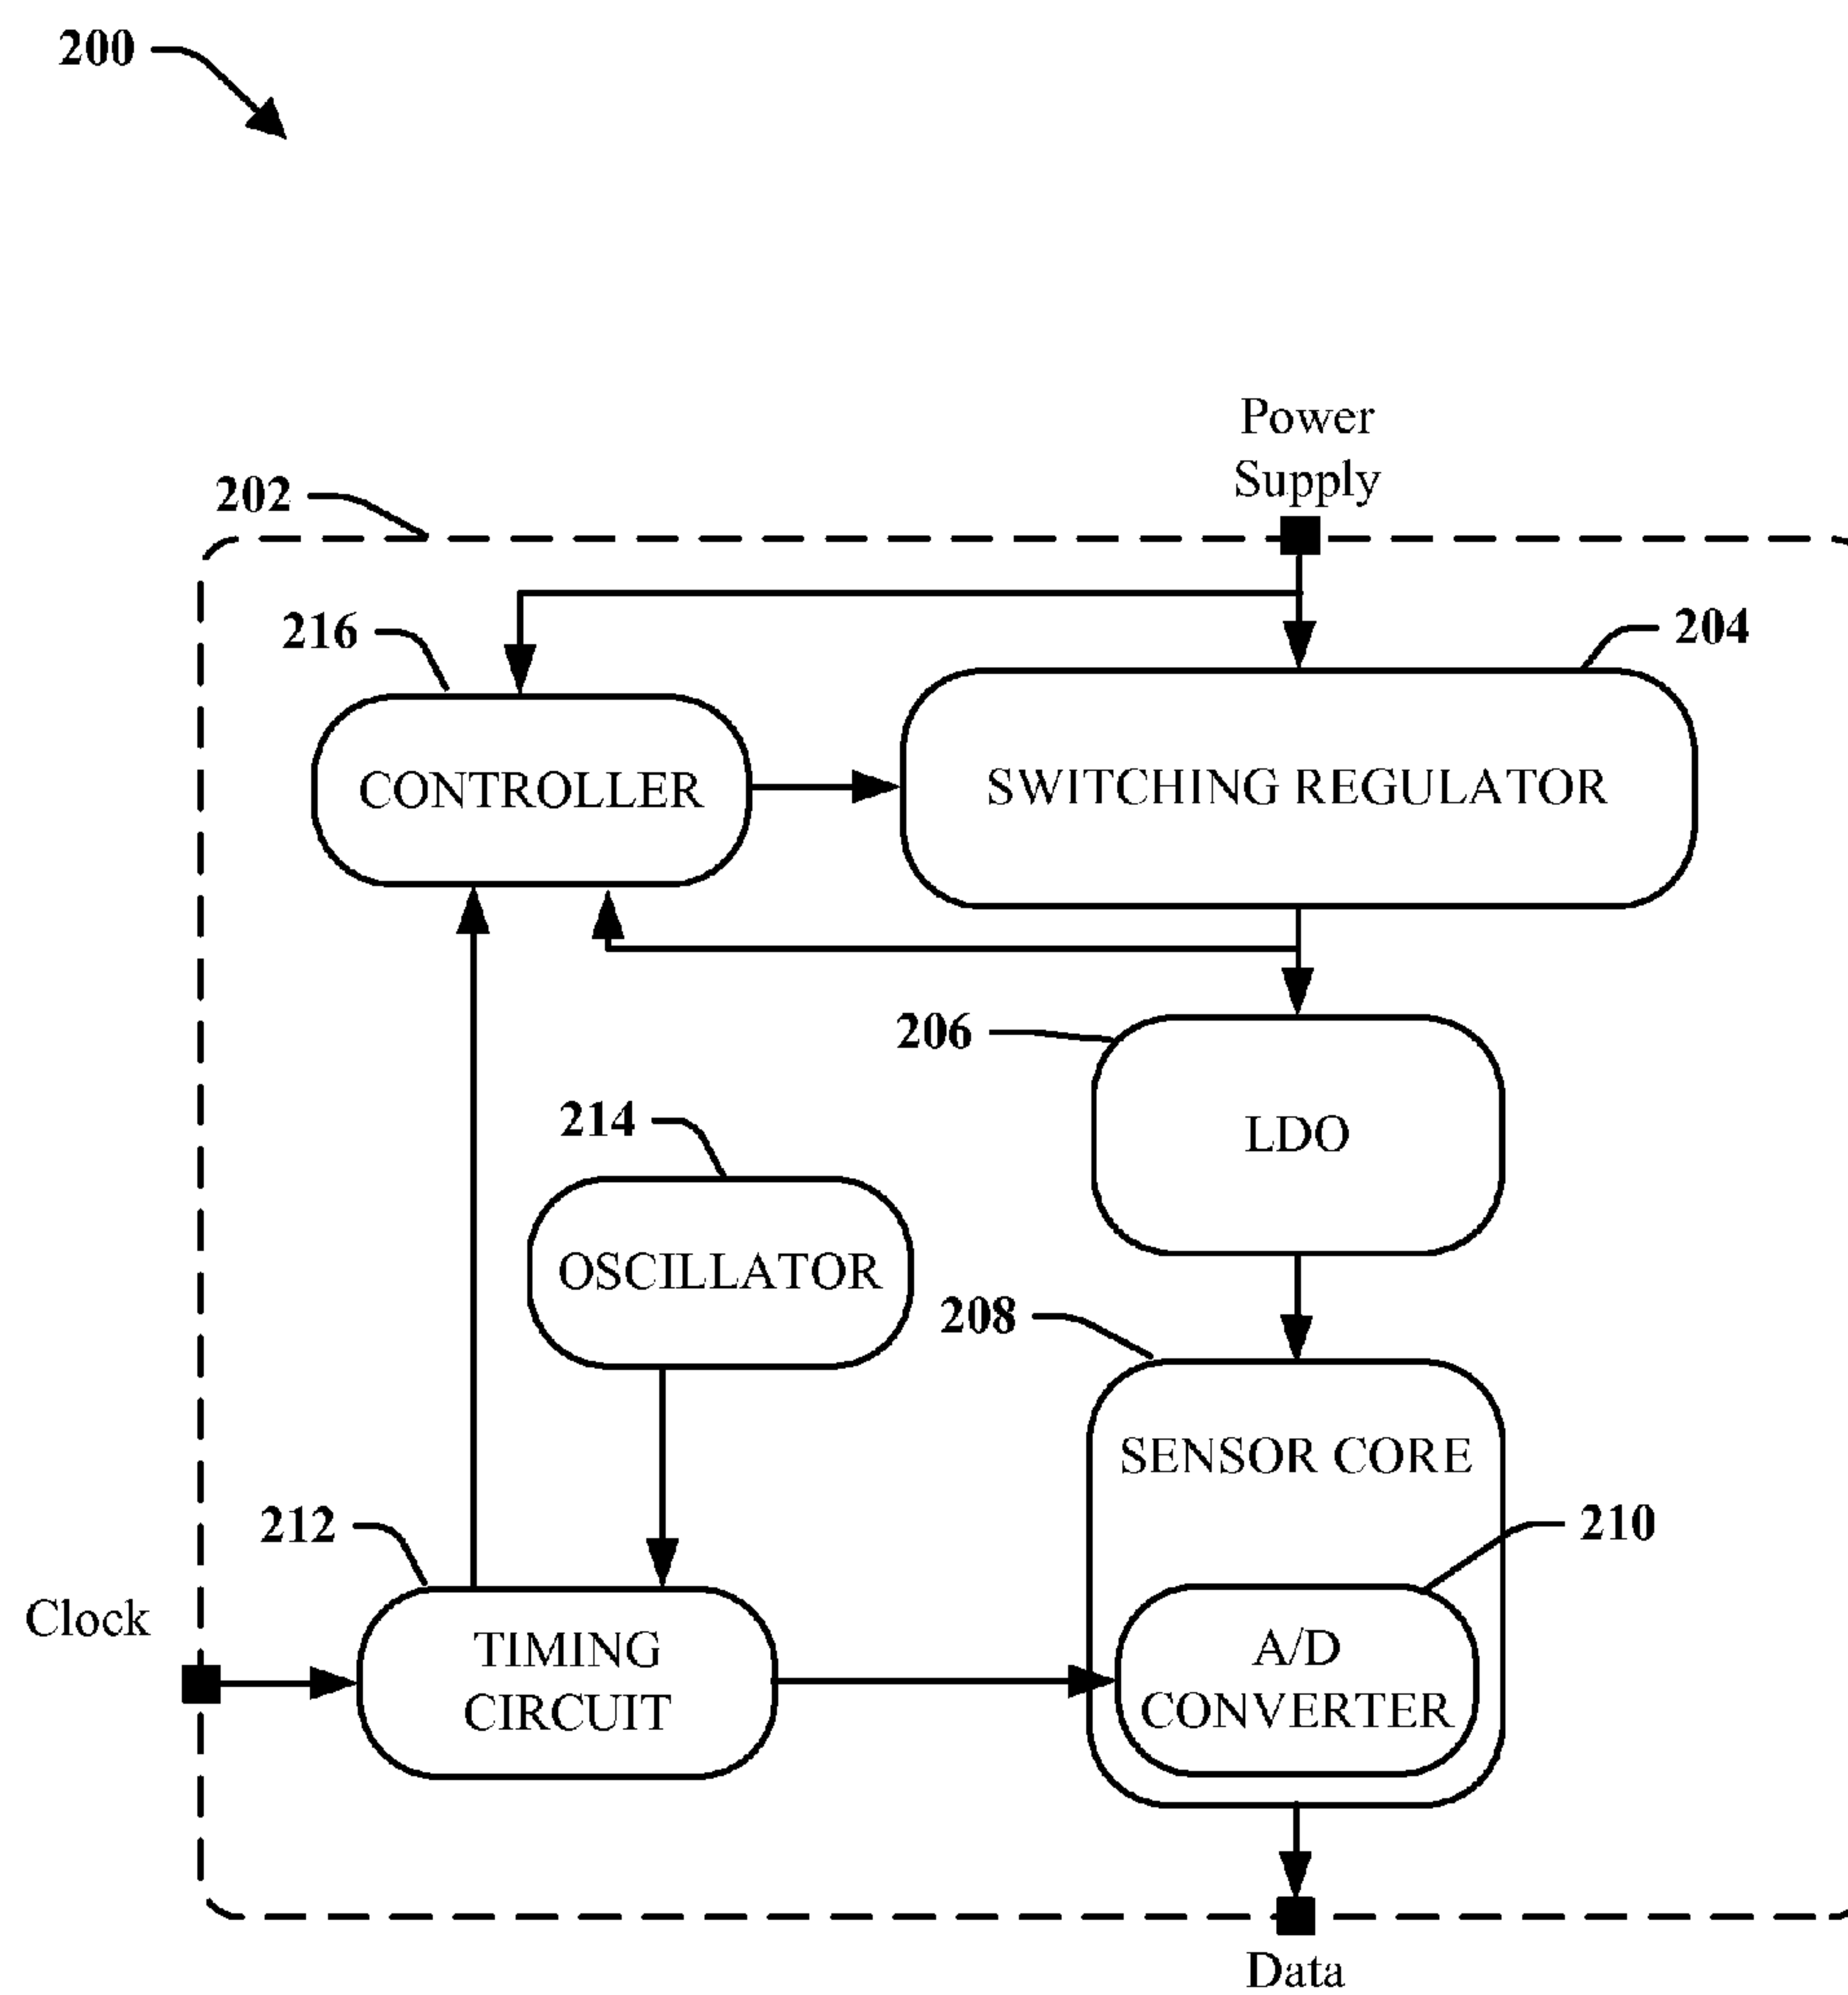 200
Power
Supply
202
216
204
CONTROLLER
SWITCHING REGULATOR
206
LDO
214
OSCILLATOR
208
SENSOR CORE
212
210
Clock
TIMING
CIRCUIT
A/D
CONVERTER
Data